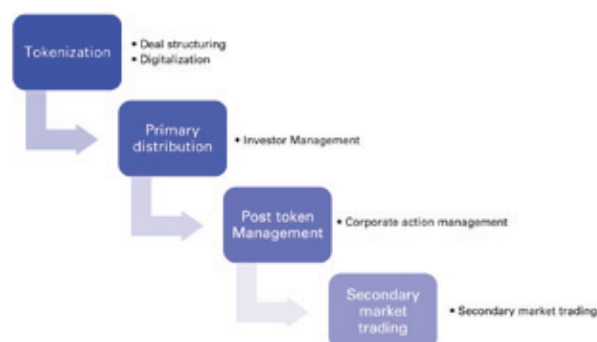 Tokenization
• Deal structuring
• Digitalization
Primary
distribution
• Investor Management
Post token
Management
• Corporate action management
Secondary
market
trading
• Secondary market trading